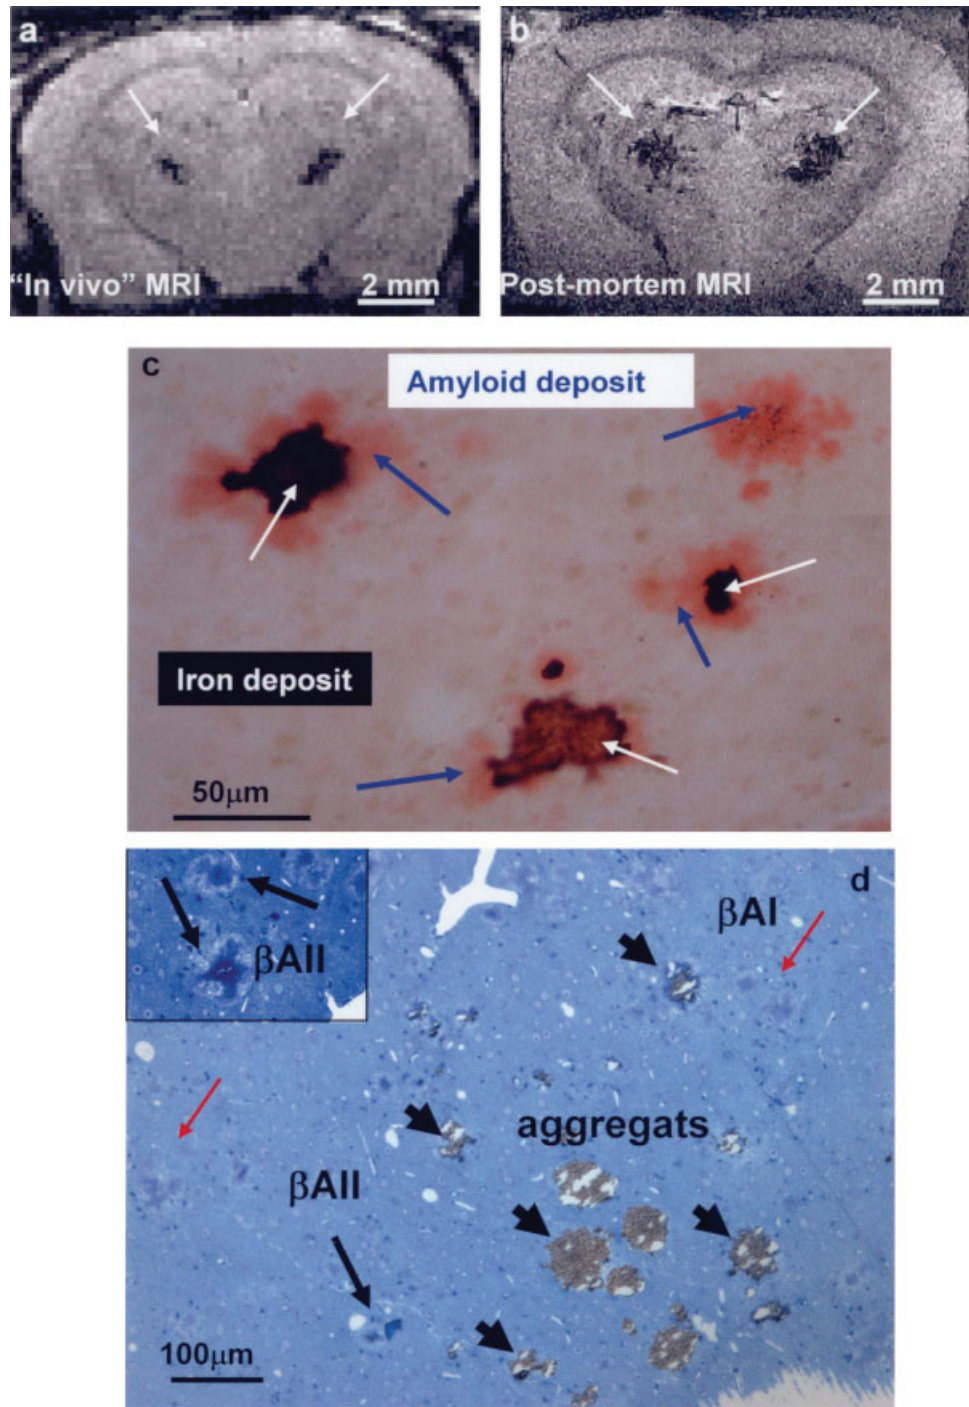 a
b
“In vivo” MRI
2 mm
Post-mortem MRI
2 mm
c
Amyloid deposit
Iron deposit
50µm
d
βAI
βAII
aggregats
βAII
100µm